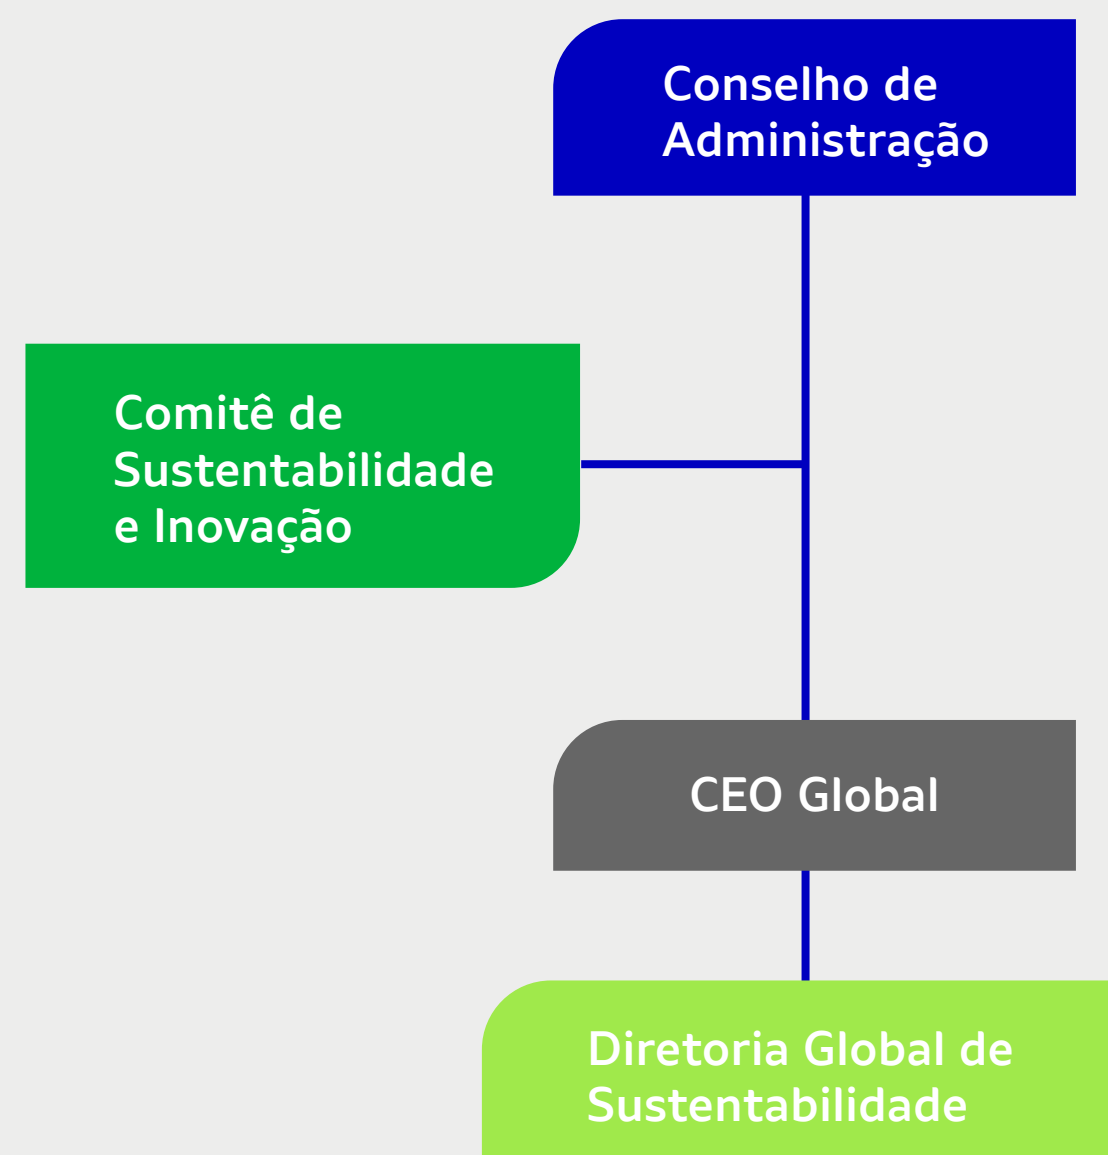 Conselho de
Administração
Comitê de
Sustentabilidade
e Inovação
CEO Global
Diretoria Global de
Sustentabilidade